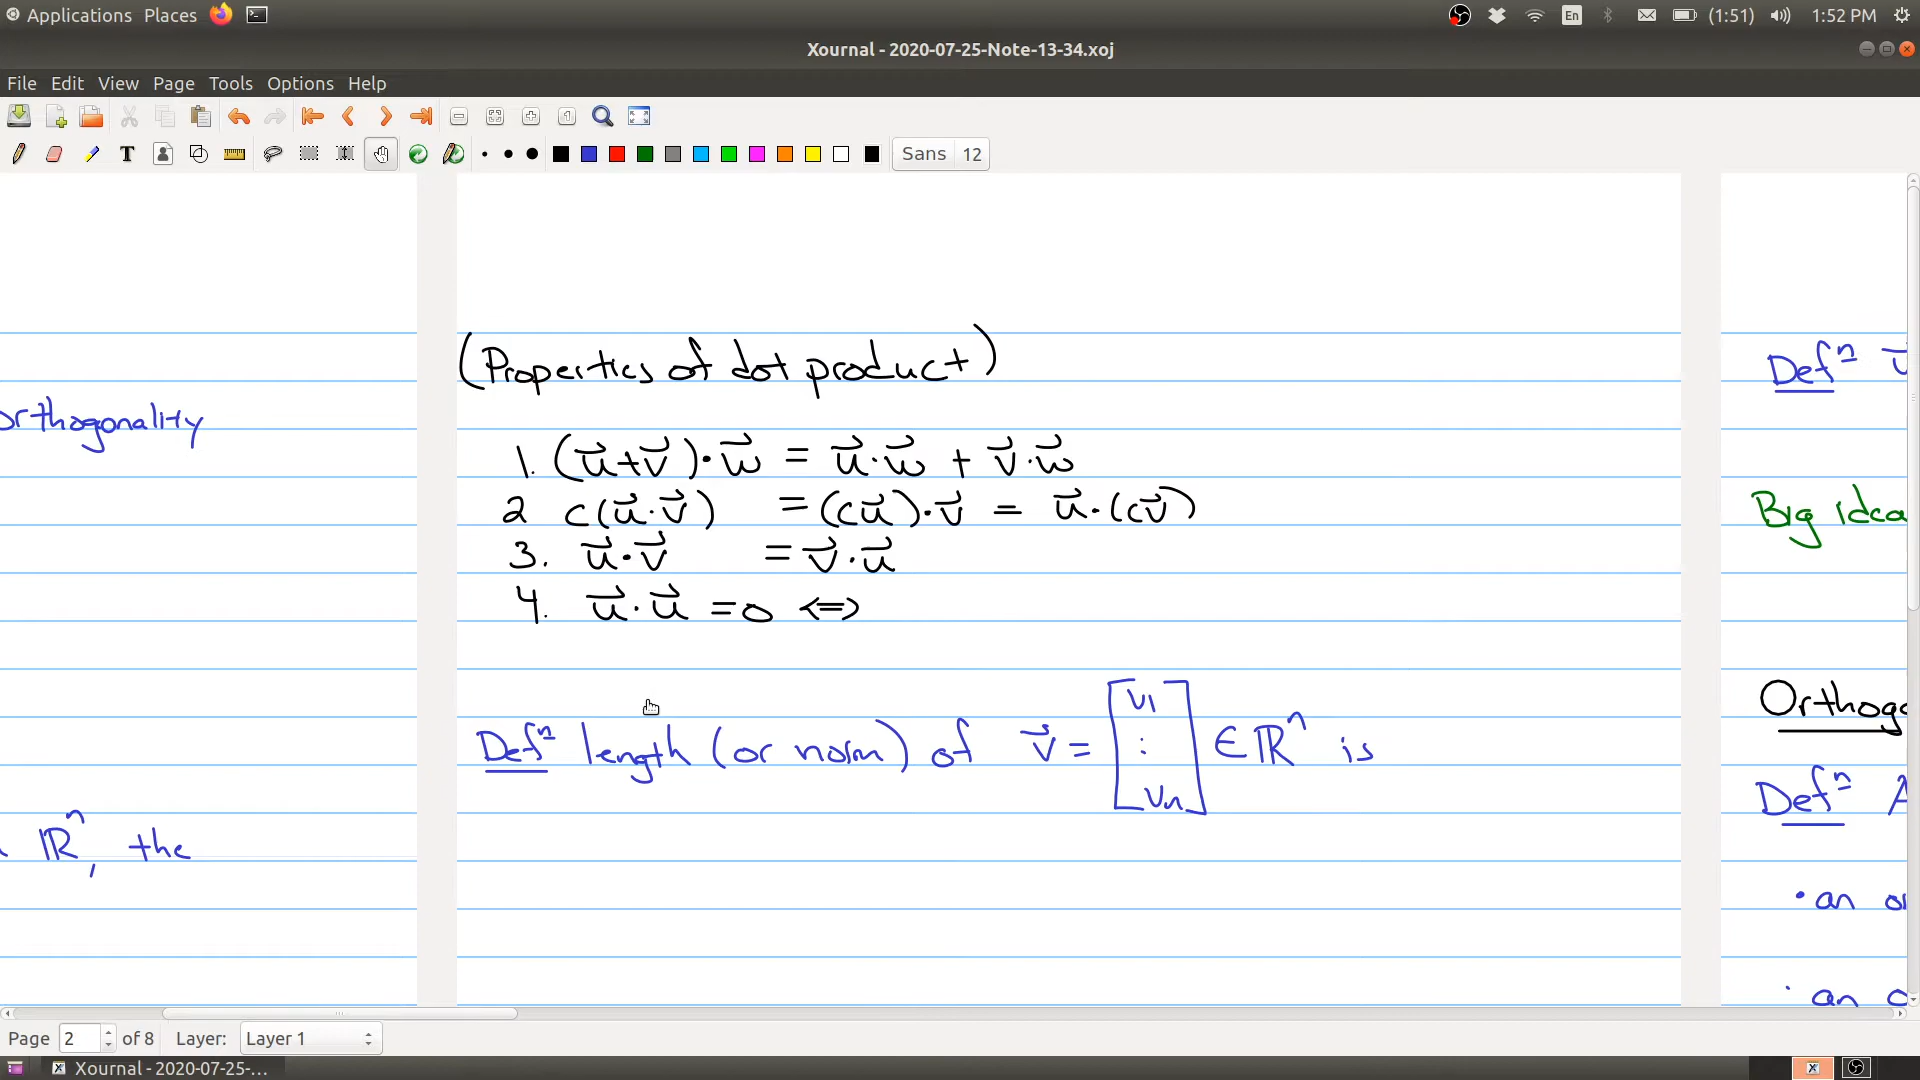 Applications Places En (1:51) 1:52 PM
Xournal - 2020-07-25-Note-13-34.xoj
File Edit View Page Tools Options Help
T Sans 12
Orthogonality
ℝⁿ, the
(Properties of dot product)
1. (u⃗+v⃗)·w⃗ = u⃗·w⃗ + v⃗·w⃗
2 c(u⃗·v⃗) = (cu⃗)·v⃗ = u⃗·(cv⃗)
3. u⃗·v⃗ = v⃗·u⃗
4. u⃗·u⃗ = 0 ⇔
Defⁿ length (or norm) of v⃗ = [v₁ ⋮ vₙ] ∈ ℝⁿ is
Defⁿ
Big idea
Orthog
Defⁿ A
• an o
• an o
Page 2 of 8 Layer: Layer 1
Xournal - 2020-07-25-...